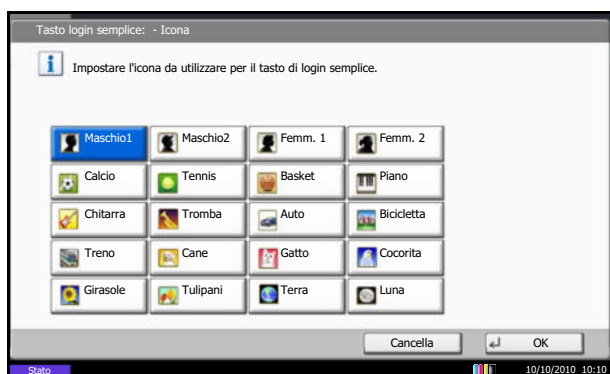 Tasto login semplice:  - Icona
Impostare l'icona da utilizzare per il tasto di login semplice.
Maschio1 Maschio2 Femm. 1 Femm. 2
Calcio Tennis Basket Piano
Chitarra Tromba Auto Bicicletta
Treno Cane Gatto Cocorita
Girasole Tulipani Terra Luna
Cancella OK
Stato 10/10/2010 10:10